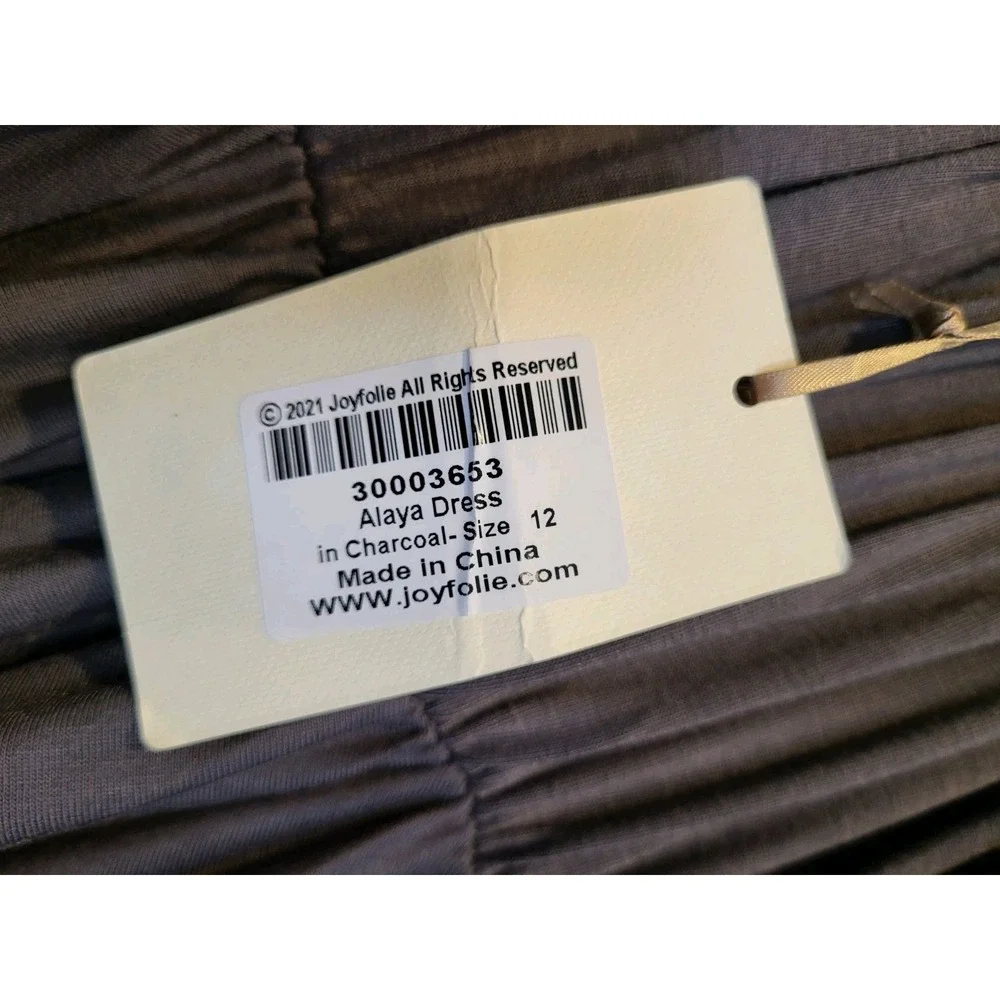 © 2021 Joyfolie All Rights Reserved
30003653
Alaya Dress
in Charcoal- Size 12
Made in China
www.joyfolie.com